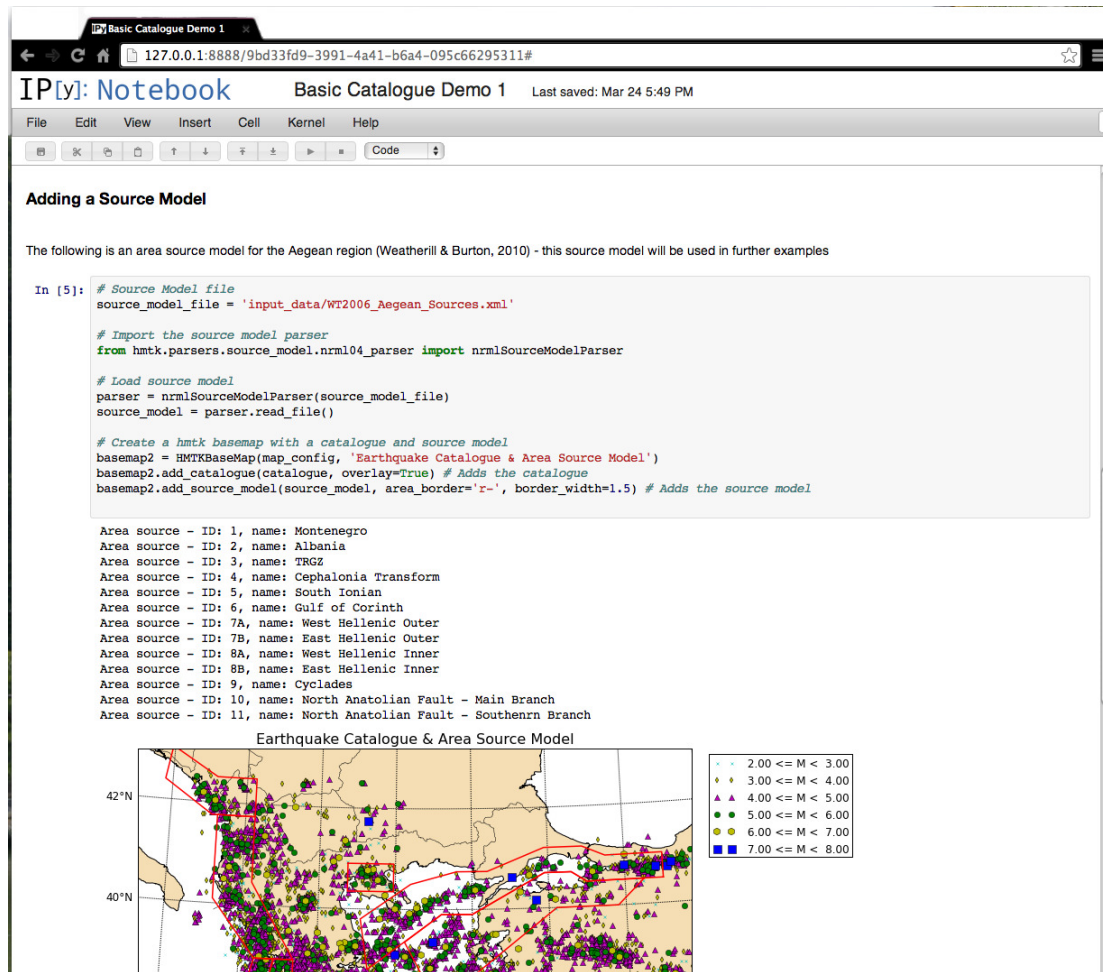 IPy Basic Catalogue Demo 1
127.0.0.1:8888/9bd33fd9-3991-4a41-b6a4-095c66295311#
IP[y]: Notebook Basic Catalogue Demo 1 Last saved: Mar 24 5:49 PM
File Edit View Insert Cell Kernel Help
Code
Adding a Source Model
The following is an area source model for the Aegean region (Weatherill & Burton, 2010) - this source model will be used in further examples
In [5]: # Source Model file
source_model_file = 'input_data/WT2006_Aegean_Sources.xml'
# Import the source model parser
from hmtk.parsers.source_model.nrml04_parser import nrmlSourceModelParser
# Load source model
parser = nrmlSourceModelParser(source_model_file)
source_model = parser.read_file()
# Create a hmtk basemap with a catalogue and source model
basemap2 = HMTKBaseMap(map_config, 'Earthquake Catalogue & Area Source Model')
basemap2.add_catalogue(catalogue, overlay=True) # Adds the catalogue
basemap2.add_source_model(source_model, area_border='r-', border_width=1.5) # Adds the source model
Area source - ID: 1, name: Montenegro
Area source - ID: 2, name: Albania
Area source - ID: 3, name: TRGZ
Area source - ID: 4, name: Cephalonia Transform
Area source - ID: 5, name: South Ionian
Area source - ID: 6, name: Gulf of Corinth
Area source - ID: 7A, name: West Hellenic Outer
Area source - ID: 7B, name: East Hellenic Outer
Area source - ID: 8A, name: West Hellenic Inner
Area source - ID: 8B, name: East Hellenic Inner
Area source - ID: 9, name: Cyclades
Area source - ID: 10, name: North Anatolian Fault - Main Branch
Area source - ID: 11, name: North Anatolian Fault - Southenrn Branch
Earthquake Catalogue & Area Source Model
2.00 <= M < 3.00
3.00 <= M < 4.00
4.00 <= M < 5.00
5.00 <= M < 6.00
6.00 <= M < 7.00
7.00 <= M < 8.00
42°N
40°N